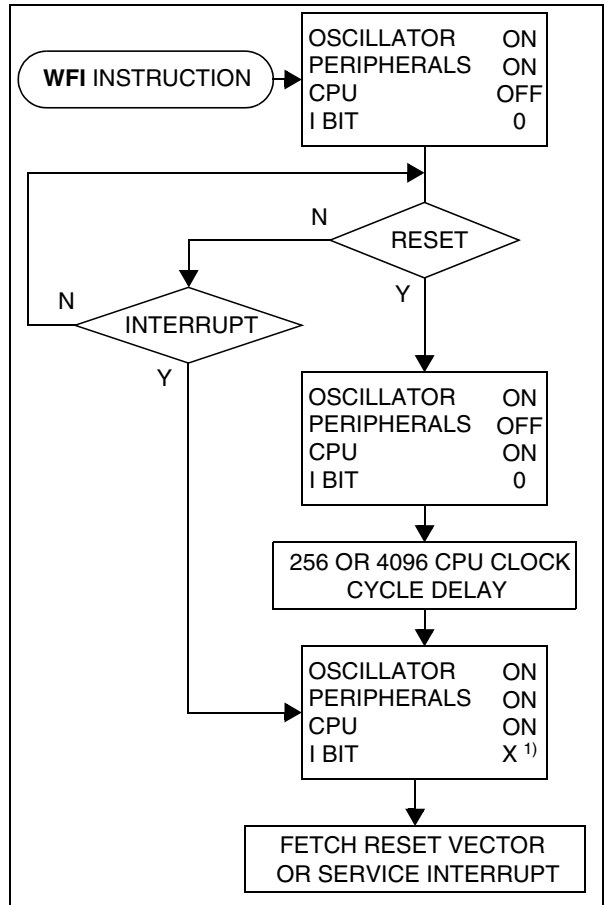 WFI INSTRUCTION
OSCILLATOR ON
PERIPHERALS ON
CPU OFF
I BIT 0
N
RESET
Y
N
INTERRUPT
Y
OSCILLATOR ON
PERIPHERALS OFF
CPU ON
I BIT 0
256 OR 4096 CPU CLOCK
CYCLE DELAY
OSCILLATOR ON
PERIPHERALS ON
CPU ON
I BIT X 1)
FETCH RESET VECTOR
OR SERVICE INTERRUPT